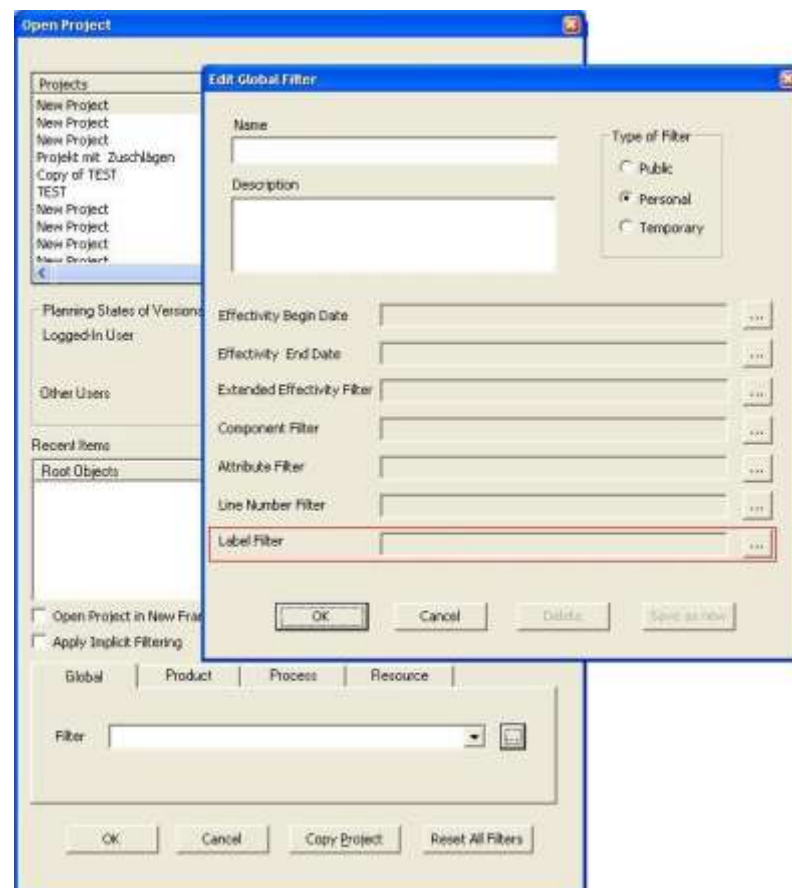 Open Project
Projects
New Project
New Project
New Project
Projekt mit Zuschlägen
Copy of TEST
TEST
New Project
New Project
New Project
New Project
Planning States of Versions
Logged-In User
Other Users
Recent Items
Root Objects
Open Project in New Fra
Apply Implicit Filtering
Global
Product
Process
Resource
Filter
...
OK
Cancel
Copy Project
Reset All Filters
Edit Global Filter
Name
Description
Type of Filter
Public
Personal
Temporary
Effectivity Begin Date
...
Effectivity End Date
...
Extended Effectivity Filter
...
Component Filter
...
Attribute Filter
...
Line Number Filter
...
Label Filter
...
OK
Cancel
Delete
Save as new